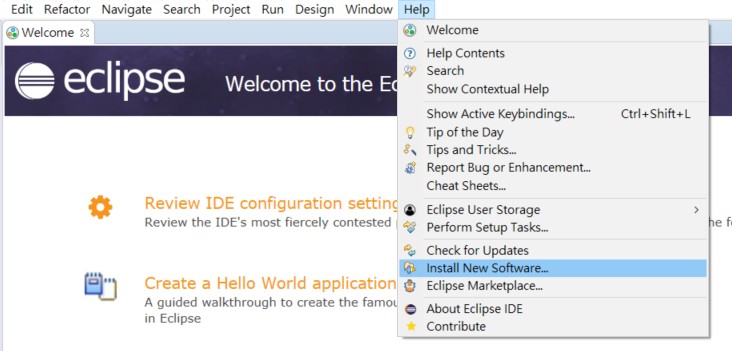 Edit Refactor Navigate Search Project Run Design Window Help
Welcome
eclipse
Welcome to the Ec
Review IDE configuration setting
Review the IDE's most fiercely contested
Create a Hello World application
A guided walkthrough to create the famou
in Eclipse
Welcome
Help Contents
Search
Show Contextual Help
Show Active Keybindings... Ctrl+Shift+L
Tip of the Day
Tips and Tricks...
Report Bug or Enhancement...
Cheat Sheets...
Eclipse User Storage
Perform Setup Tasks...
Check for Updates
Install New Software...
Eclipse Marketplace...
About Eclipse IDE
Contribute